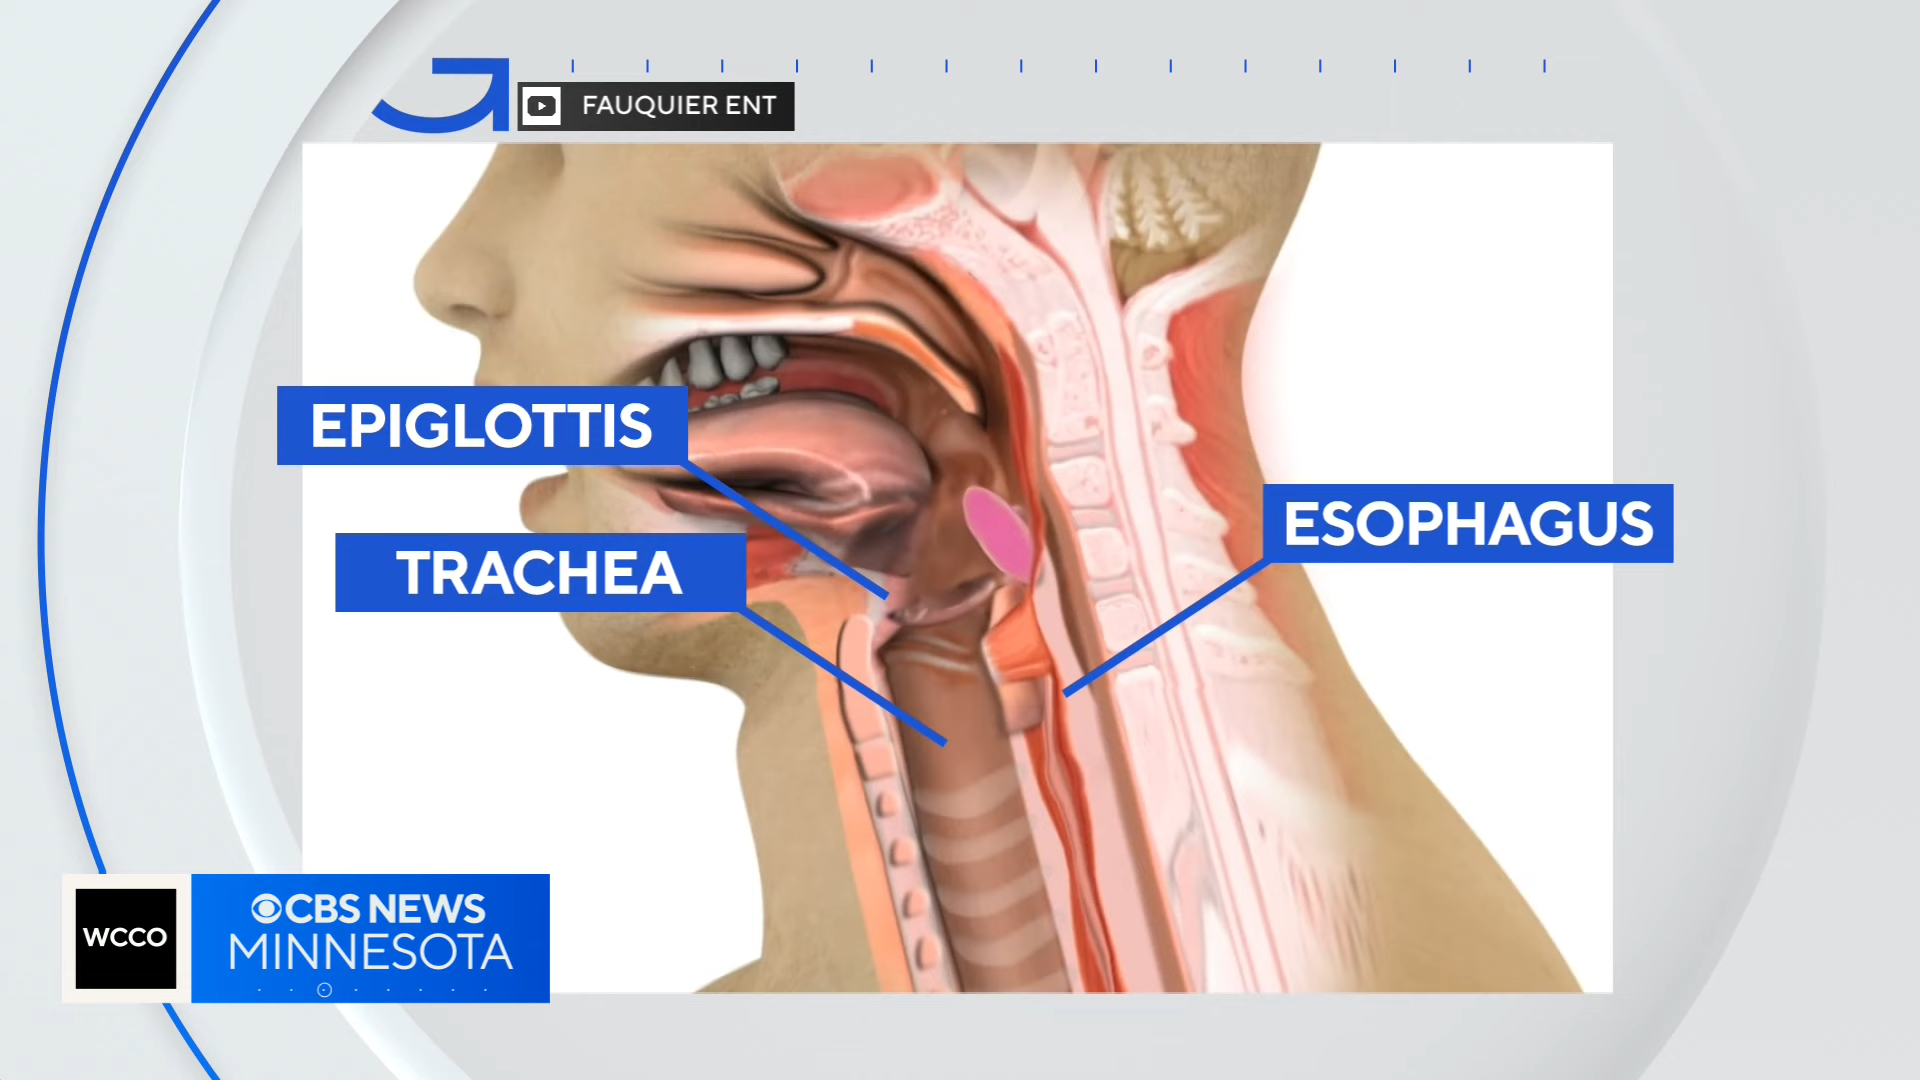 FAUQUIER ENT
EPIGLOTTIS
ESOPHAGUS
TRACHEA
WCCO
CBS NEWS
MINNESOTA